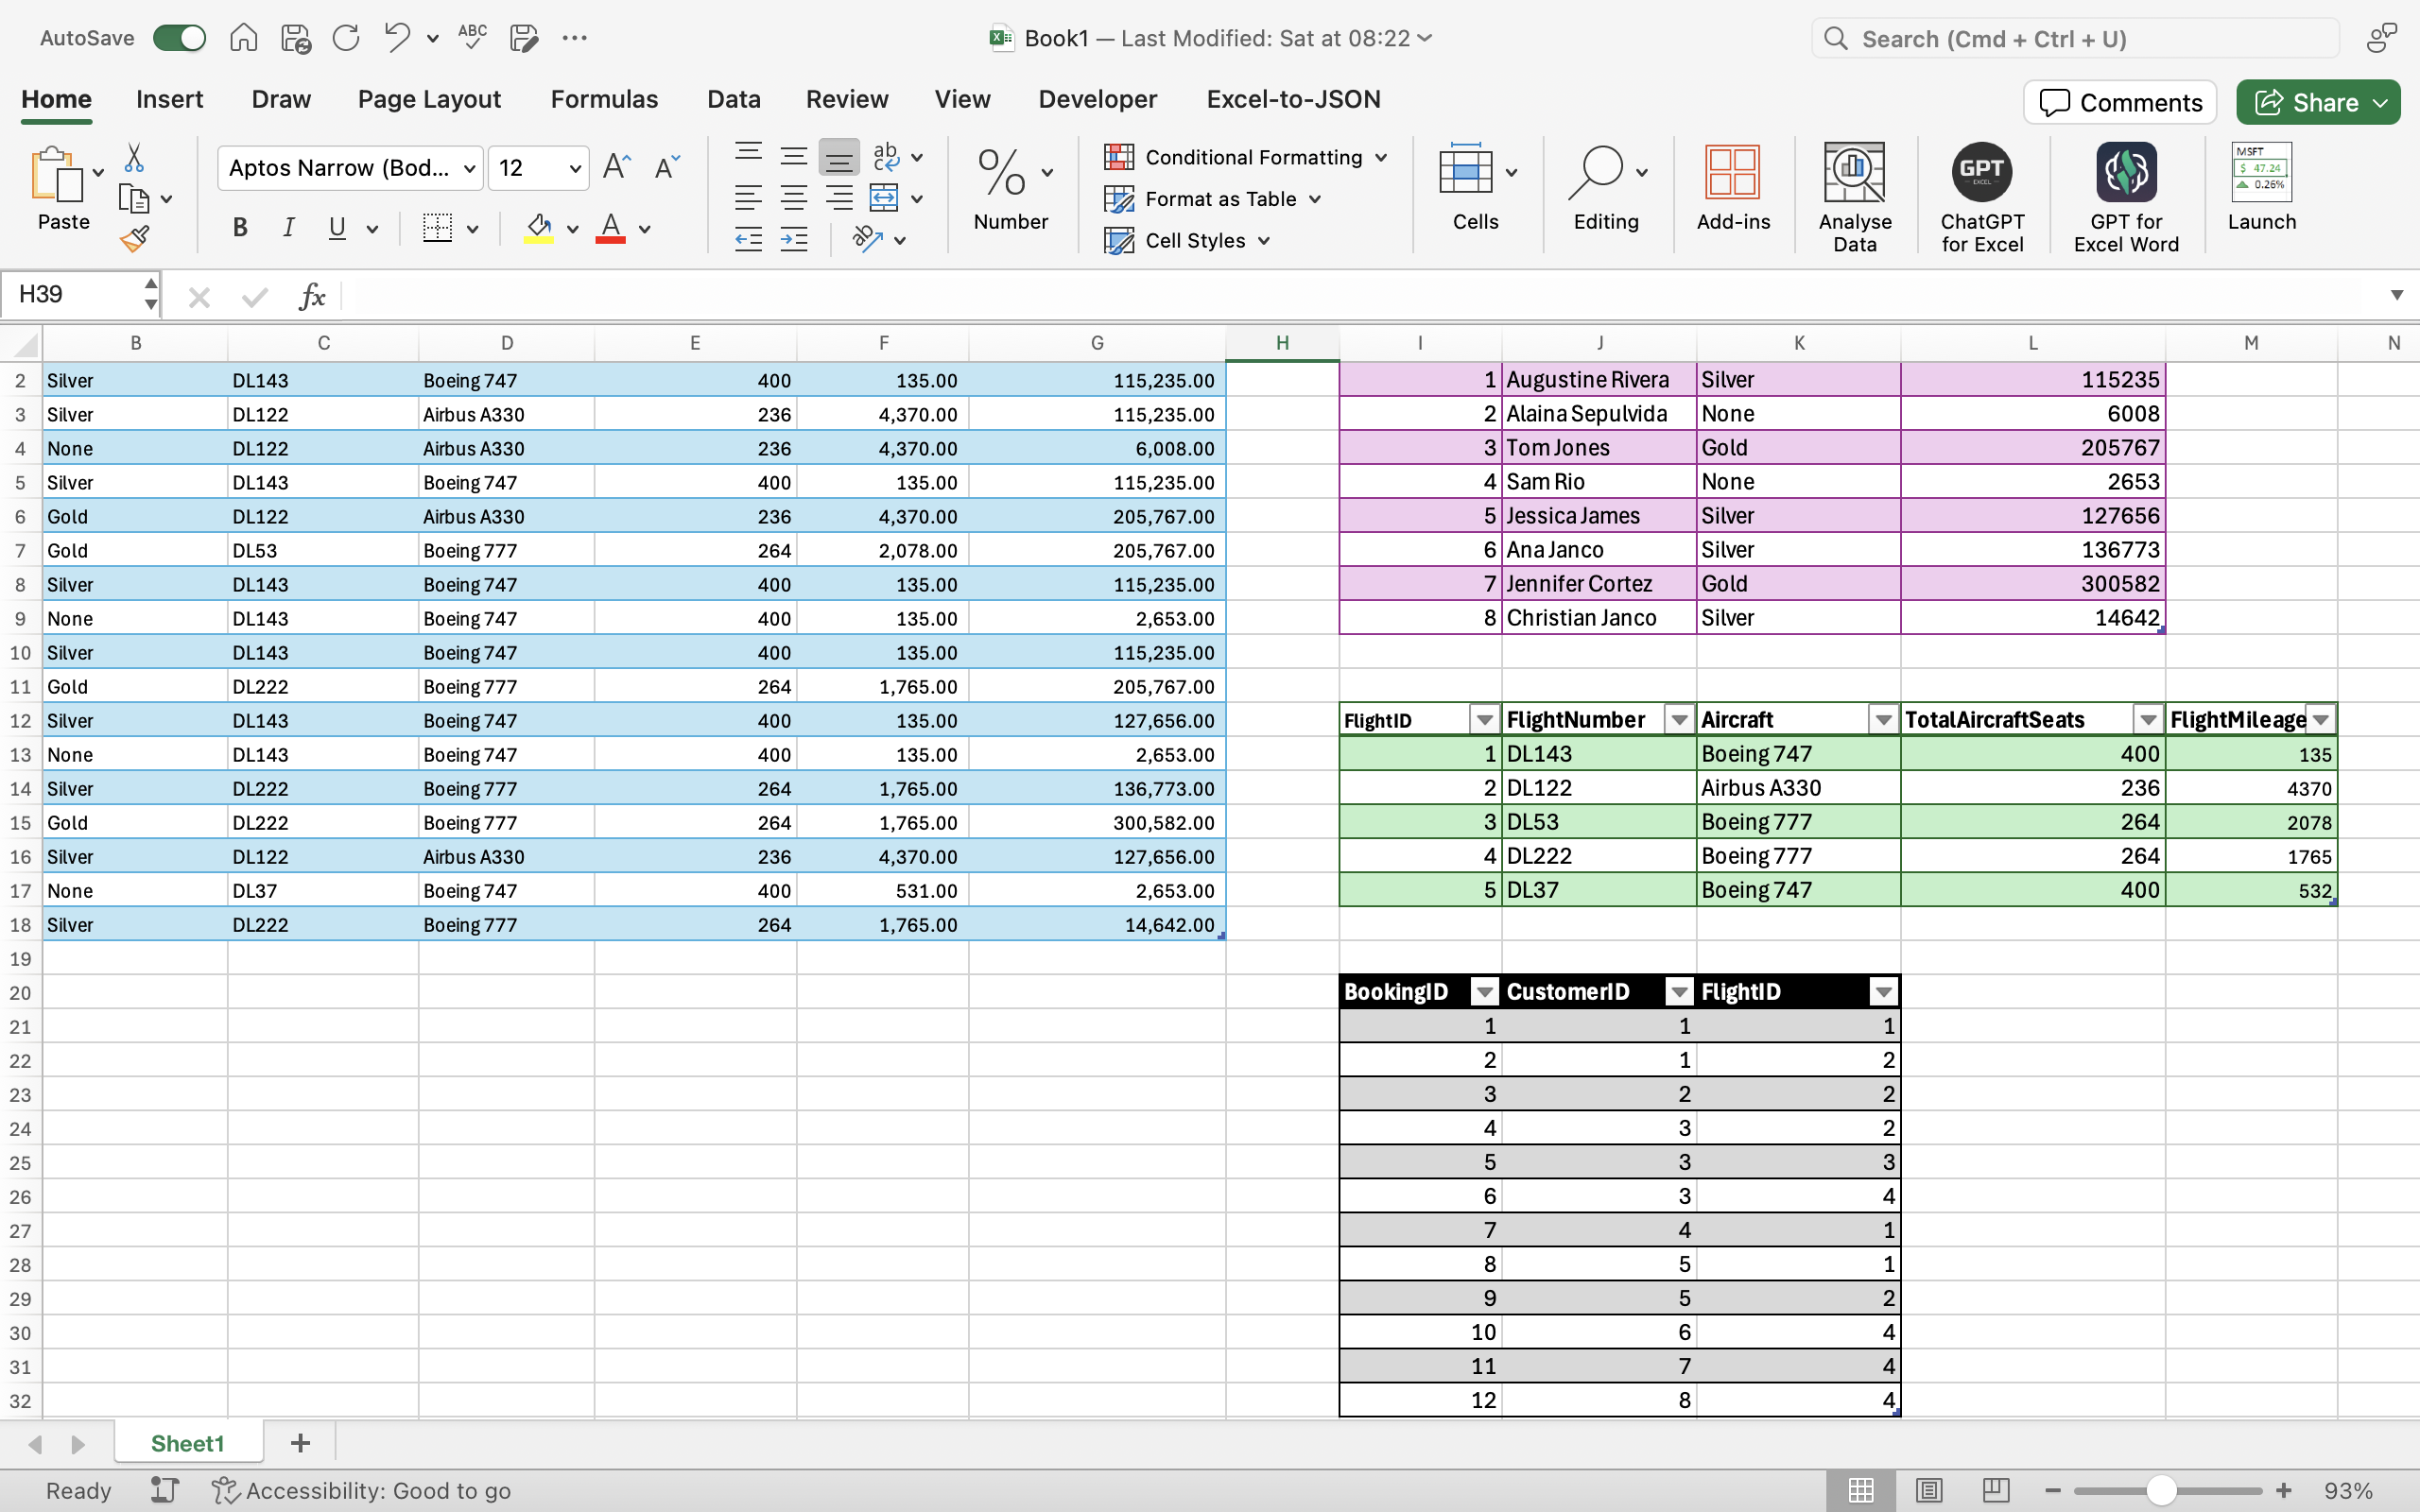 AutoSave ABC Book1 — Last Modified: Sat at 08:22 Search (Cmd + Ctrl + U)
Home Insert Draw Page Layout Formulas Data Review View Developer Excel-to-JSON Comments Share
Paste Aptos Narrow (Bod... 12 A A ab c Number Conditional Formatting Cells Editing Add-ins Analyse Data GPT EXCEL ChatGPT for Excel GPT for Excel Word MSFT $ 47.24 0.26% Launch
Format as Table
B I U A ab Cell Styles
H39 fx
B C D E F G H I J K L M N
2 Silver DL143 Boeing 747 400 135.00 115,235.00 1 Augustine Rivera Silver 115235
3 Silver DL122 Airbus A330 236 4,370.00 115,235.00 2 Alaina Sepulvida None 6008
4 None DL122 Airbus A330 236 4,370.00 6,008.00 3 Tom Jones Gold 205767
5 Silver DL143 Boeing 747 400 135.00 115,235.00 4 Sam Rio None 2653
6 Gold DL122 Airbus A330 236 4,370.00 205,767.00 5 Jessica James Silver 127656
7 Gold DL53 Boeing 777 264 2,078.00 205,767.00 6 Ana Janco Silver 136773
8 Silver DL143 Boeing 747 400 135.00 115,235.00 7 Jennifer Cortez Gold 300582
9 None DL143 Boeing 747 400 135.00 2,653.00 8 Christian Janco Silver 14642
10 Silver DL143 Boeing 747 400 135.00 115,235.00
11 Gold DL222 Boeing 777 264 1,765.00 205,767.00
12 Silver DL143 Boeing 747 400 135.00 127,656.00 FlightID FlightNumber Aircraft TotalAircraftSeats FlightMileage
13 None DL143 Boeing 747 400 135.00 2,653.00 1 DL143 Boeing 747 400 135
14 Silver DL222 Boeing 777 264 1,765.00 136,773.00 2 DL122 Airbus A330 236 4370
15 Gold DL222 Boeing 777 264 1,765.00 300,582.00 3 DL53 Boeing 777 264 2078
16 Silver DL122 Airbus A330 236 4,370.00 127,656.00 4 DL222 Boeing 777 264 1765
17 None DL37 Boeing 747 400 531.00 2,653.00 5 DL37 Boeing 747 400 532
18 Silver DL222 Boeing 777 264 1,765.00 14,642.00
19
20 BookingID CustomerID FlightID
21 1 1 1
22 2 1 2
23 3 2 2
24 4 3 2
25 5 3 3
26 6 3 4
27 7 4 1
28 8 5 1
29 9 5 2
30 10 6 4
31 11 7 4
32 12 8 4
Sheet1 +
Ready Accessibility: Good to go 93%